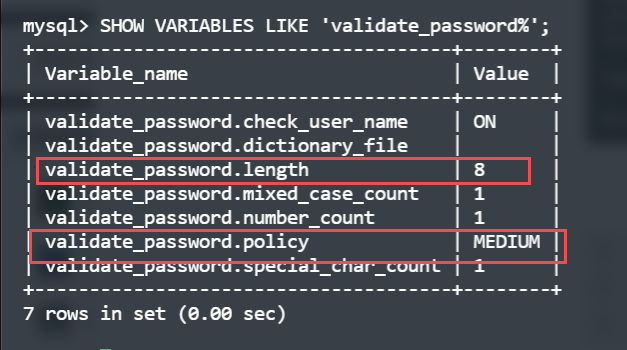 mysql> SHOW VARIABLES LIKE 'validate_password%';
+--------------------------------------+--------+
| Variable_name                        | Value  |
+--------------------------------------+--------+
| validate_password.check_user_name    | ON     |
| validate_password.dictionary_file    |        |
| validate_password.length             | 8      |
| validate_password.mixed_case_count   | 1      |
| validate_password.number_count       | 1      |
| validate_password.policy             | MEDIUM |
| validate_password.special_char_count | 1      |
+--------------------------------------+--------+
7 rows in set (0.00 sec)